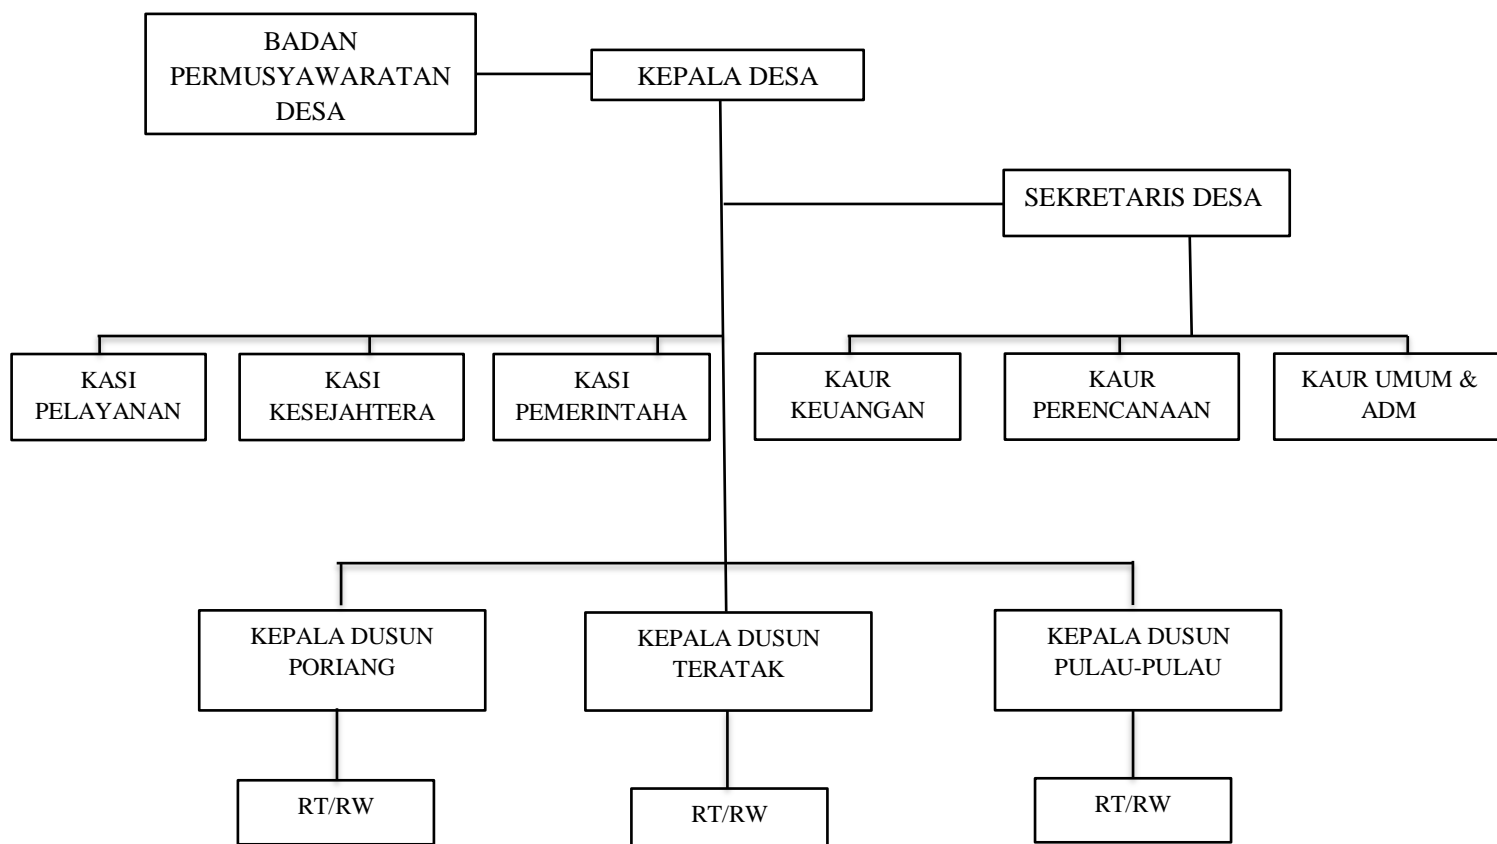 BADAN
PERMUSYAWARATAN
DESA
KEPALA DESA
SEKRETARIS DESA
KASI
PELAYANAN
KASI
KESEJAHTERA
KASI
PEMERINTAHA
KAUR
KEUANGAN
KAUR
PERENCANAAN
KAUR UMUM &
ADM
KEPALA DUSUN
PORIANG
KEPALA DUSUN
TERATAK
KEPALA DUSUN
PULAU-PULAU
RT/RW
RT/RW
RT/RW